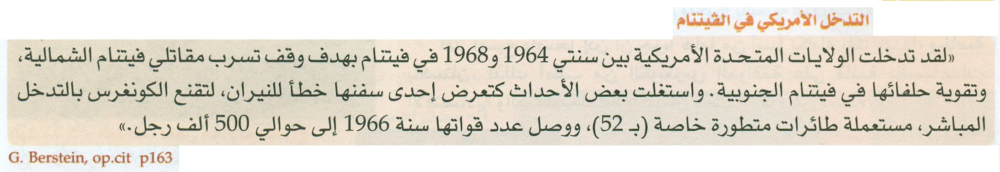 التدخل الأمريكي في الڤيتنام
«لقد تدخلت الولايات المتحدة الأمريكية بين سنتي 1964 و1968 في فيتنام بهدف وقف تسرب مقاتلي فيتنام الشمالية،
وتقوية حلفائها في فيتنام الجنوبية. واستغلت بعض الأحداث كتعرض إحدى سفنها خطأ للنيران، لتقنع الكونغرس بالتدخل
المباشر، مستعملة طائرات متطورة خاصة (بـ 52)، ووصل عدد قواتها سنة 1966 إلى حوالي 500 ألف رجل.»
G. Berstein, op.cit p163